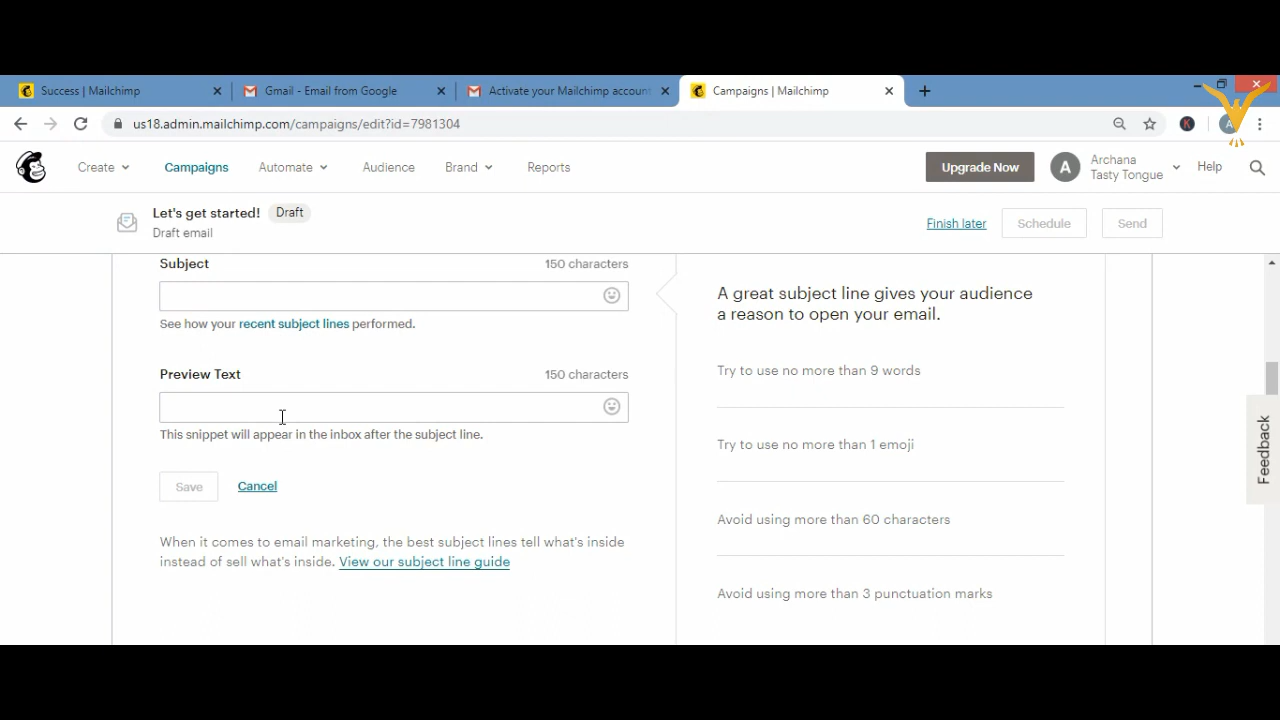 Success | Mailchimp
Gmail - Email from Google
Activate your Mailchimp accoun
Campaigns | Mailchimp
us18.admin.mailchimp.com/campaigns/edit?id=7981304
K
A
Create
Campaigns
Automate
Audience
Brand
Reports
Upgrade Now
A
Archana
Tasty Tongue
Help
Let's get started!
Draft
Draft email
Finish later
Schedule
Send
Subject
150 characters
See how your recent subject lines performed.
Preview Text
150 characters
This snippet will appear in the inbox after the subject line.
Save
Cancel
When it comes to email marketing, the best subject lines tell what's inside
instead of sell what's inside. View our subject line guide
A great subject line gives your audience
a reason to open your email.
Try to use no more than 9 words
Try to use no more than 1 emoji
Avoid using more than 60 characters
Avoid using more than 3 punctuation marks
Feedback